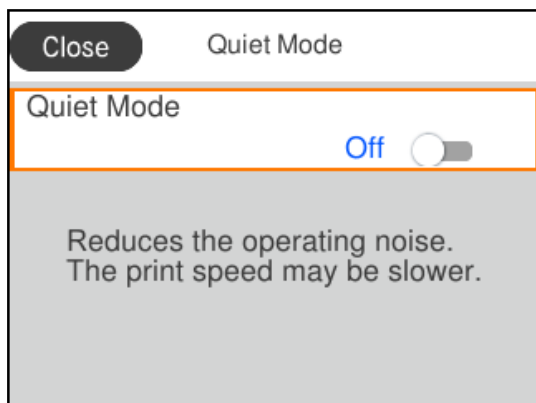 Close Quiet Mode
Quiet Mode
Off
Reduces the operating noise.
The print speed may be slower.